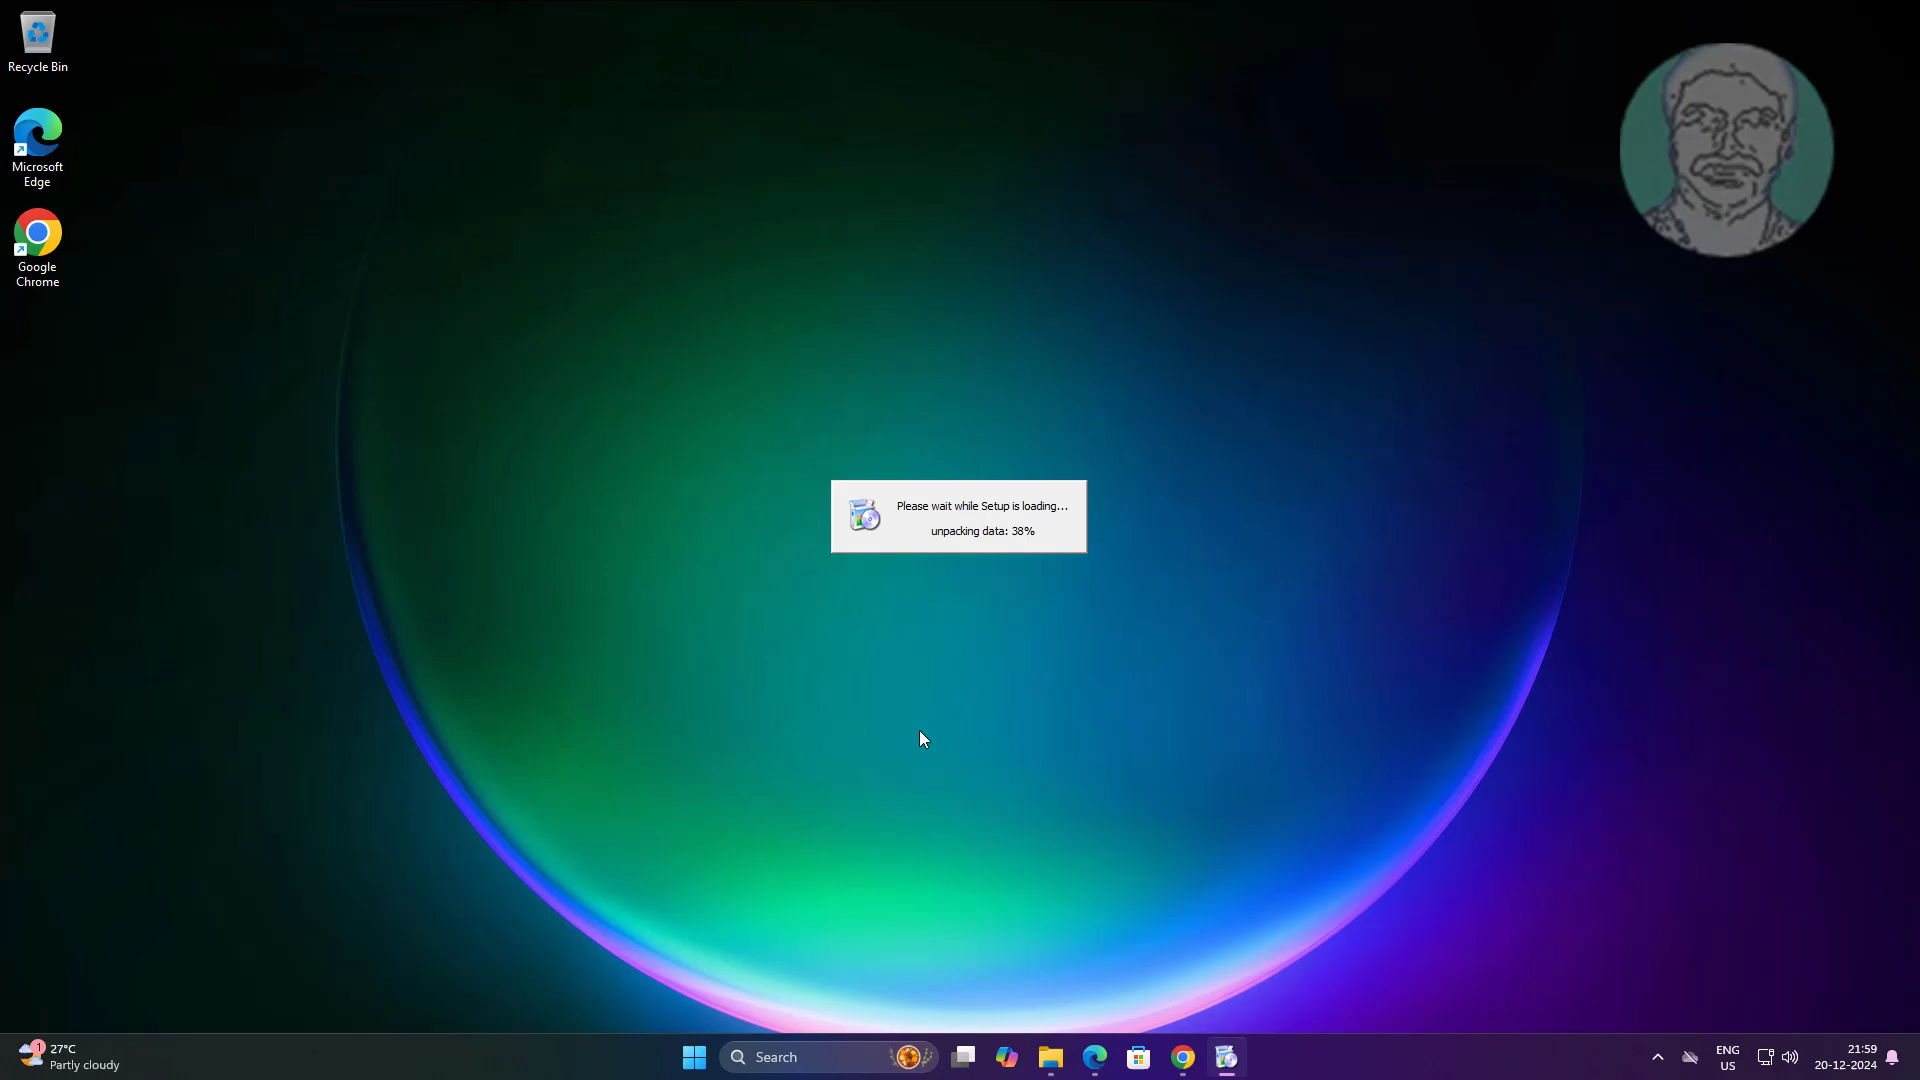 Recycle Bin
Microsoft
Edge
Google
Chrome
Please wait while Setup is loading...
unpacking data: 38%
1
27°C
Partly cloudy
Search
ENG
US
21:59
20-12-2024